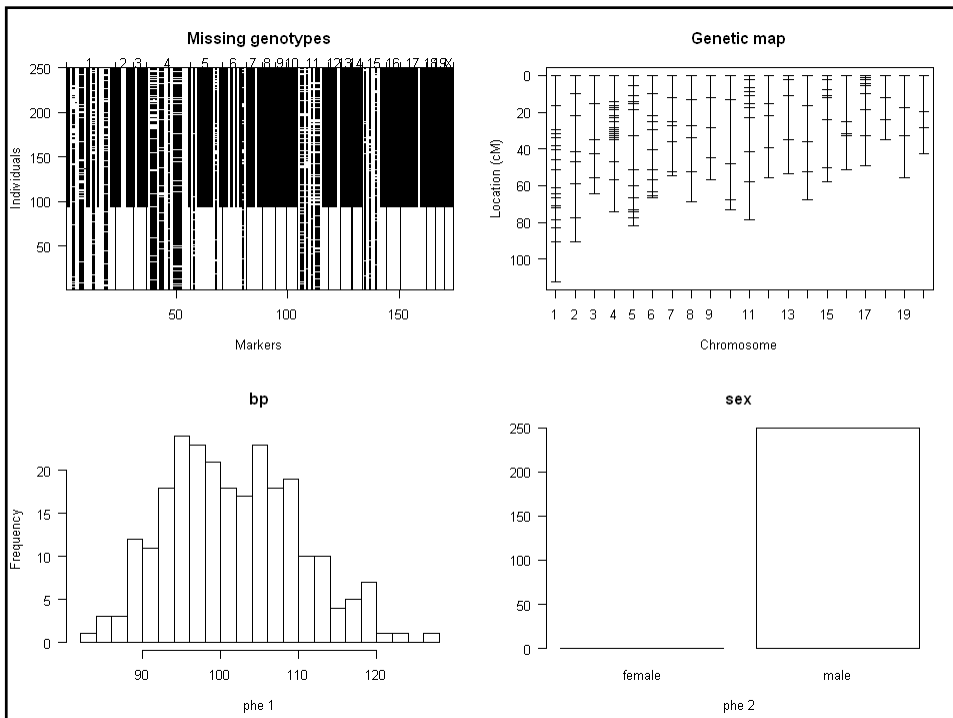 Missing genotypes
1 2 3 4 5 6 7 8 9 10 11 12 13 14 15 16 17 18 19 X
250
200
150
100
50
Individuals
50 100 150
Markers
Genetic map
0
20
40
60
80
100
Location (cM)
1 2 3 4 5 6 7 8 9 11 13 15 17 19
Chromosome
bp
20
15
10
5
0
Frequency
90 100 110 120
phe 1
sex
250
200
150
100
50
0
female male
phe 2